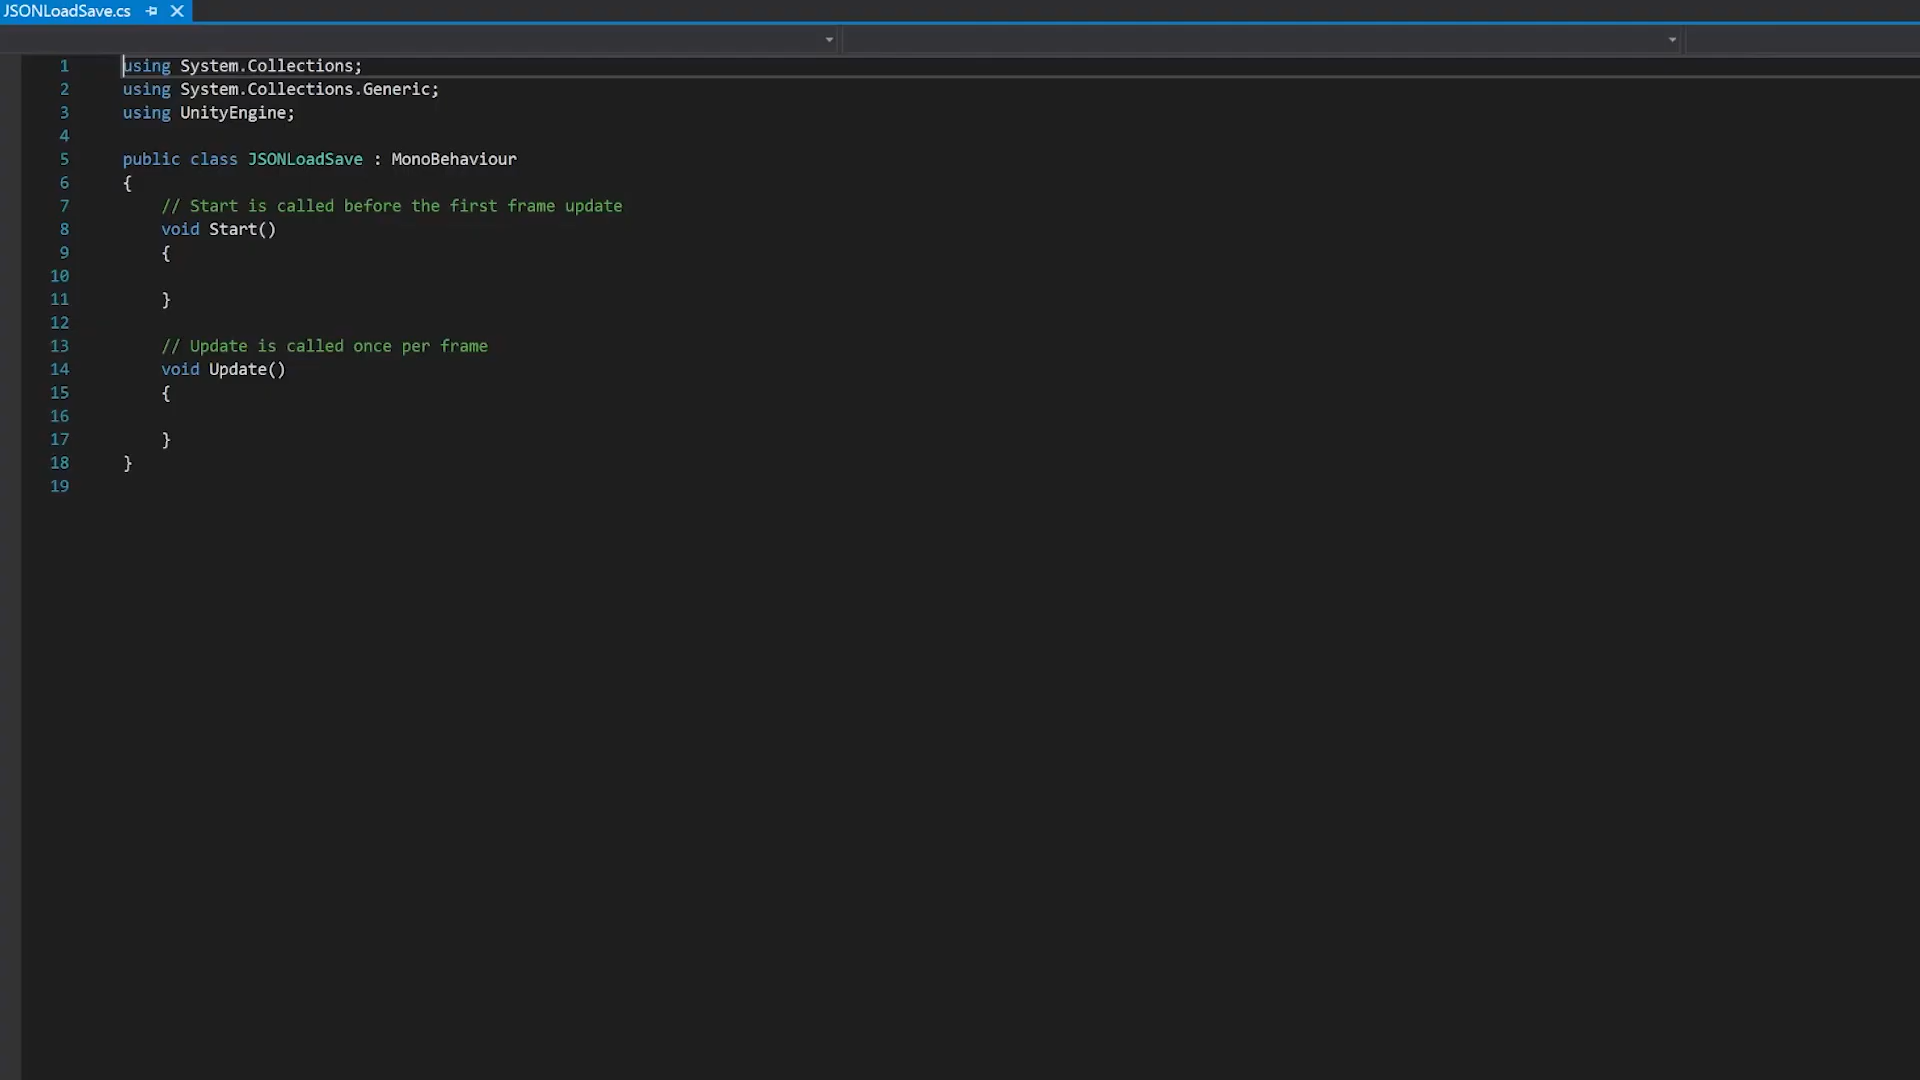 JSONLoadSave.cs
1 using System.Collections;
2 using System.Collections.Generic;
3 using UnityEngine;
4
5 public class JSONLoadSave : MonoBehaviour
6 {
7 // Start is called before the first frame update
8 void Start()
9 {
10
11 }
12
13 // Update is called once per frame
14 void Update()
15 {
16
17 }
18 }
19